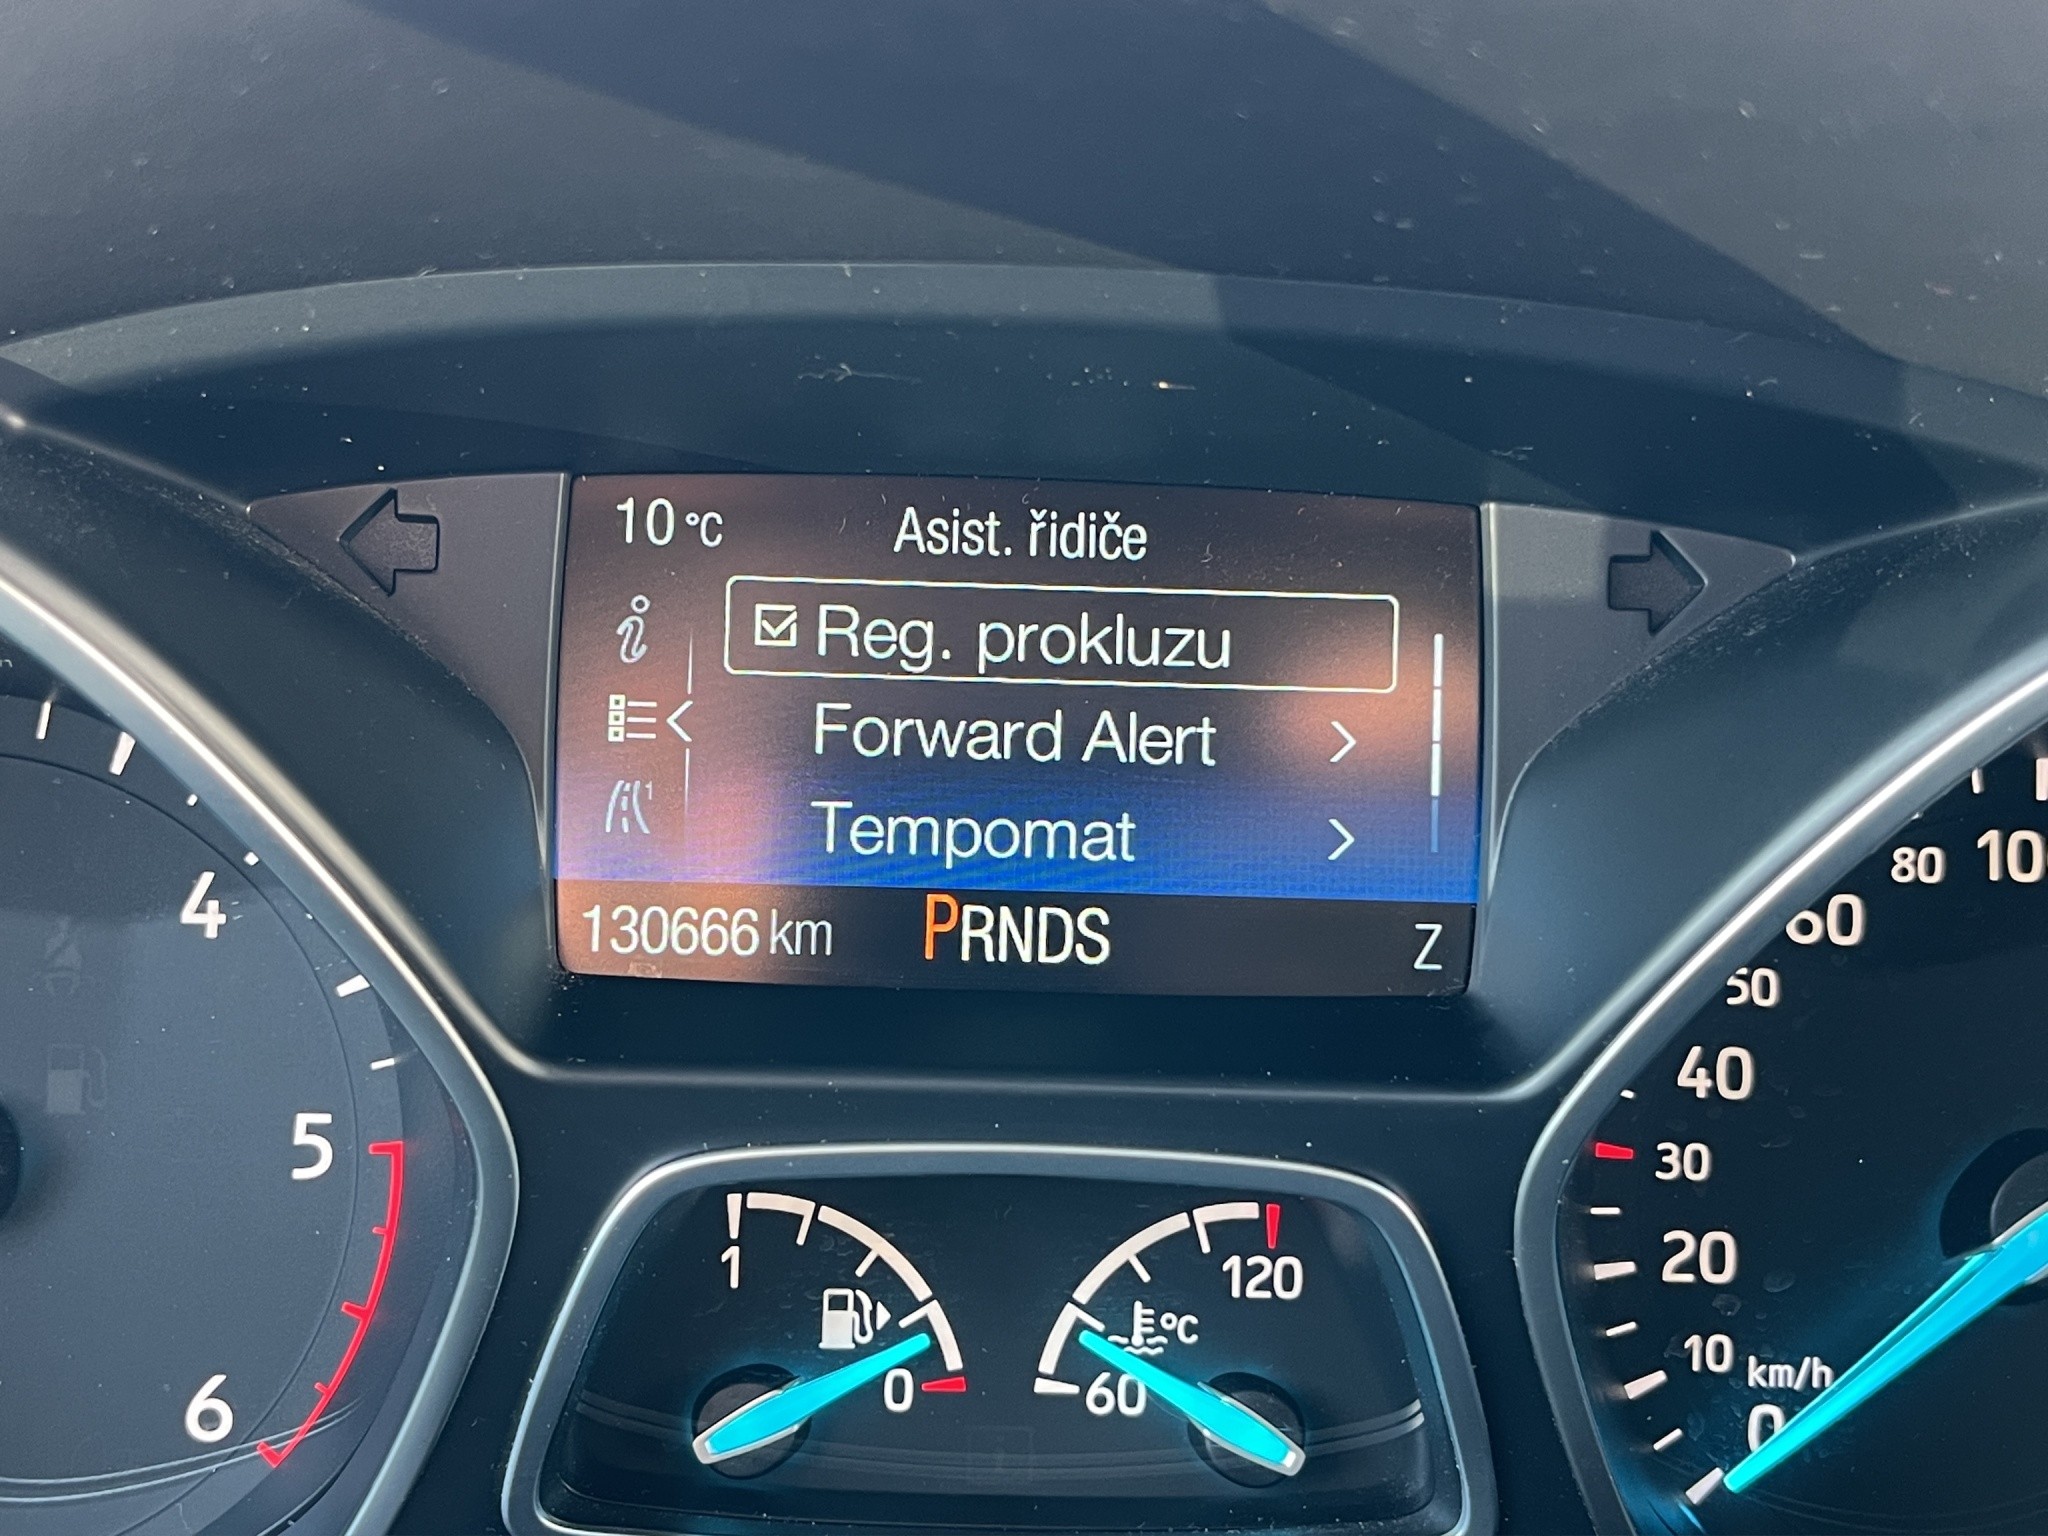 10 °C
Asist. řidiče
Reg. prokluzu
Forward Alert
Tempomat
1
130666 km
PRNDS
Z
4
5
6
1
0
120
°C
60
100
80
60
50
40
30
20
10
km/h
0